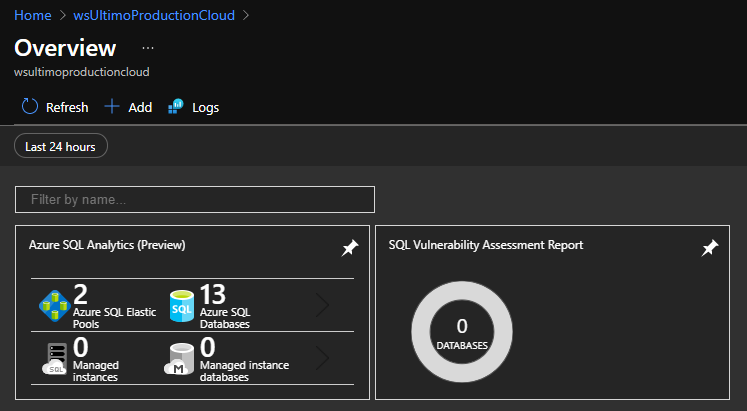 Home > wsUltimoProductionCloud >
Overview ...
wsultimoproductioncloud
Refresh Add Logs
Last 24 hours
Filter by name...
Azure SQL Analytics (Preview)
2
Azure SQL Elastic
Pools
SQL
13
Azure SQL
Databases
SQL
0
Managed
instances
M
0
Managed instance
databases
SQL Vulnerability Assessment Report
0
DATABASES